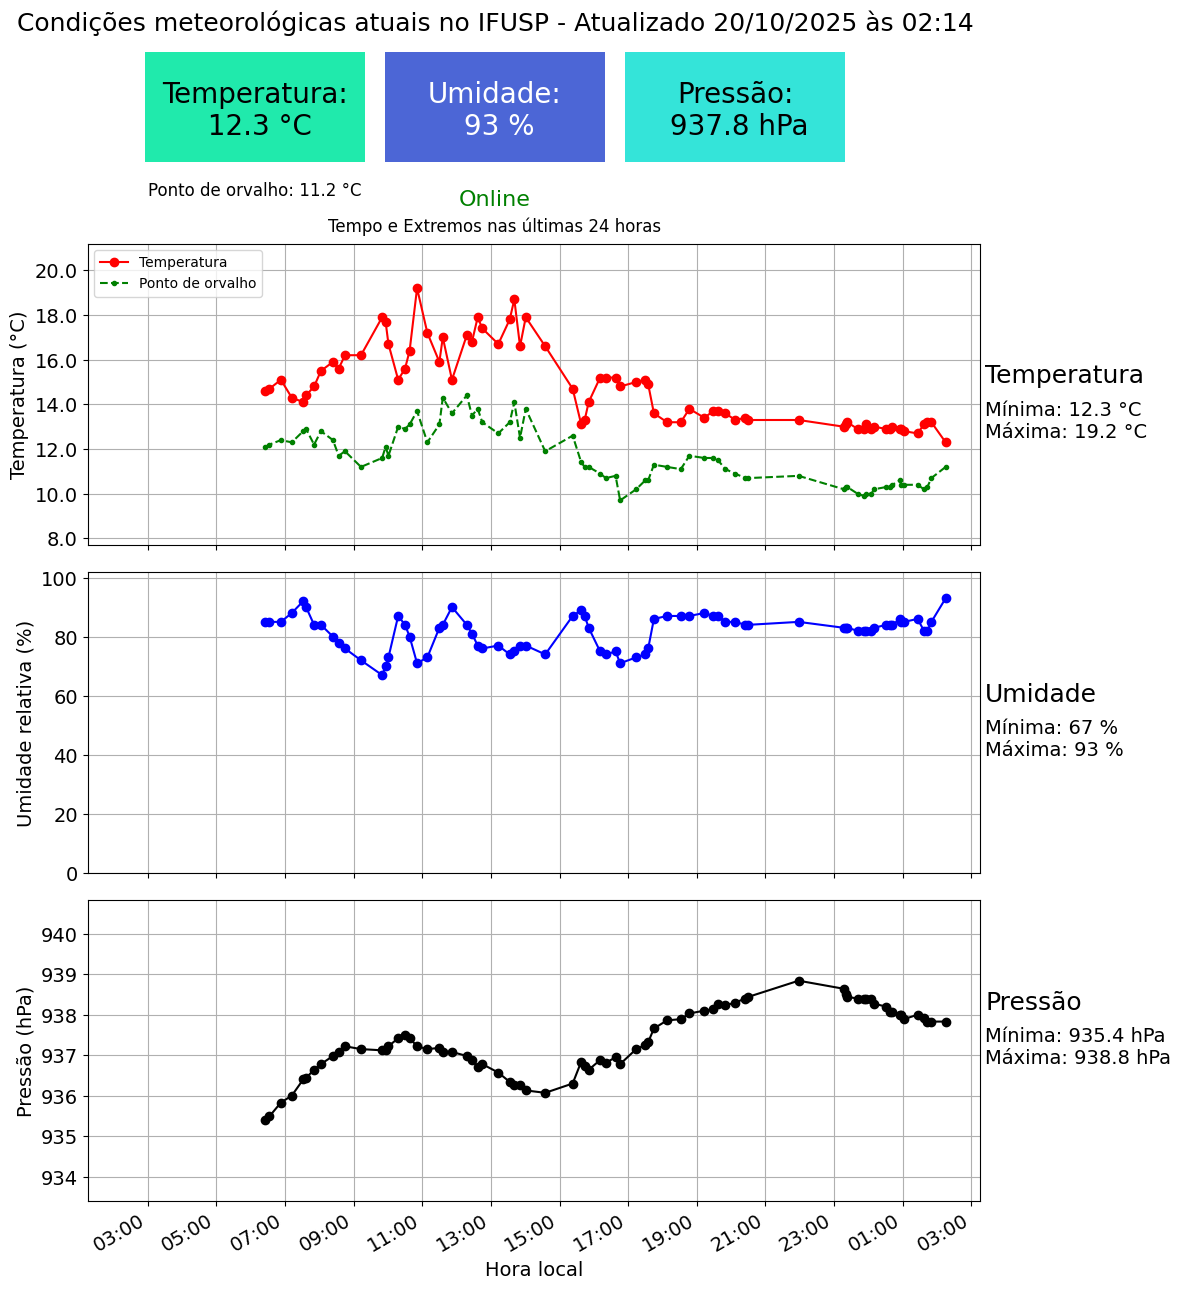 Condições meteorológicas atuais no IFUSP - Atualizado 20/10/2025 às 02:14
Temperatura:
12.3 °C
Umidade:
93 %
Pressão:
937.8 hPa
Ponto de orvalho: 11.2 °C
Online
Tempo e Extremos nas últimas 24 horas
Temperatura
Ponto de orvalho
Temperatura (°C)
20.0
18.0
16.0
14.0
12.0
10.0
8.0
Temperatura
Mínima: 12.3 °C
Máxima: 19.2 °C
Umidade relativa (%)
100
80
60
40
20
0
Umidade
Mínima: 67 %
Máxima: 93 %
Pressão (hPa)
940
939
938
937
936
935
934
Pressão
Mínima: 935.4 hPa
Máxima: 938.8 hPa
03:00 05:00 07:00 09:00 11:00 13:00 15:00 17:00 19:00 21:00 23:00 01:00 03:00
Hora local